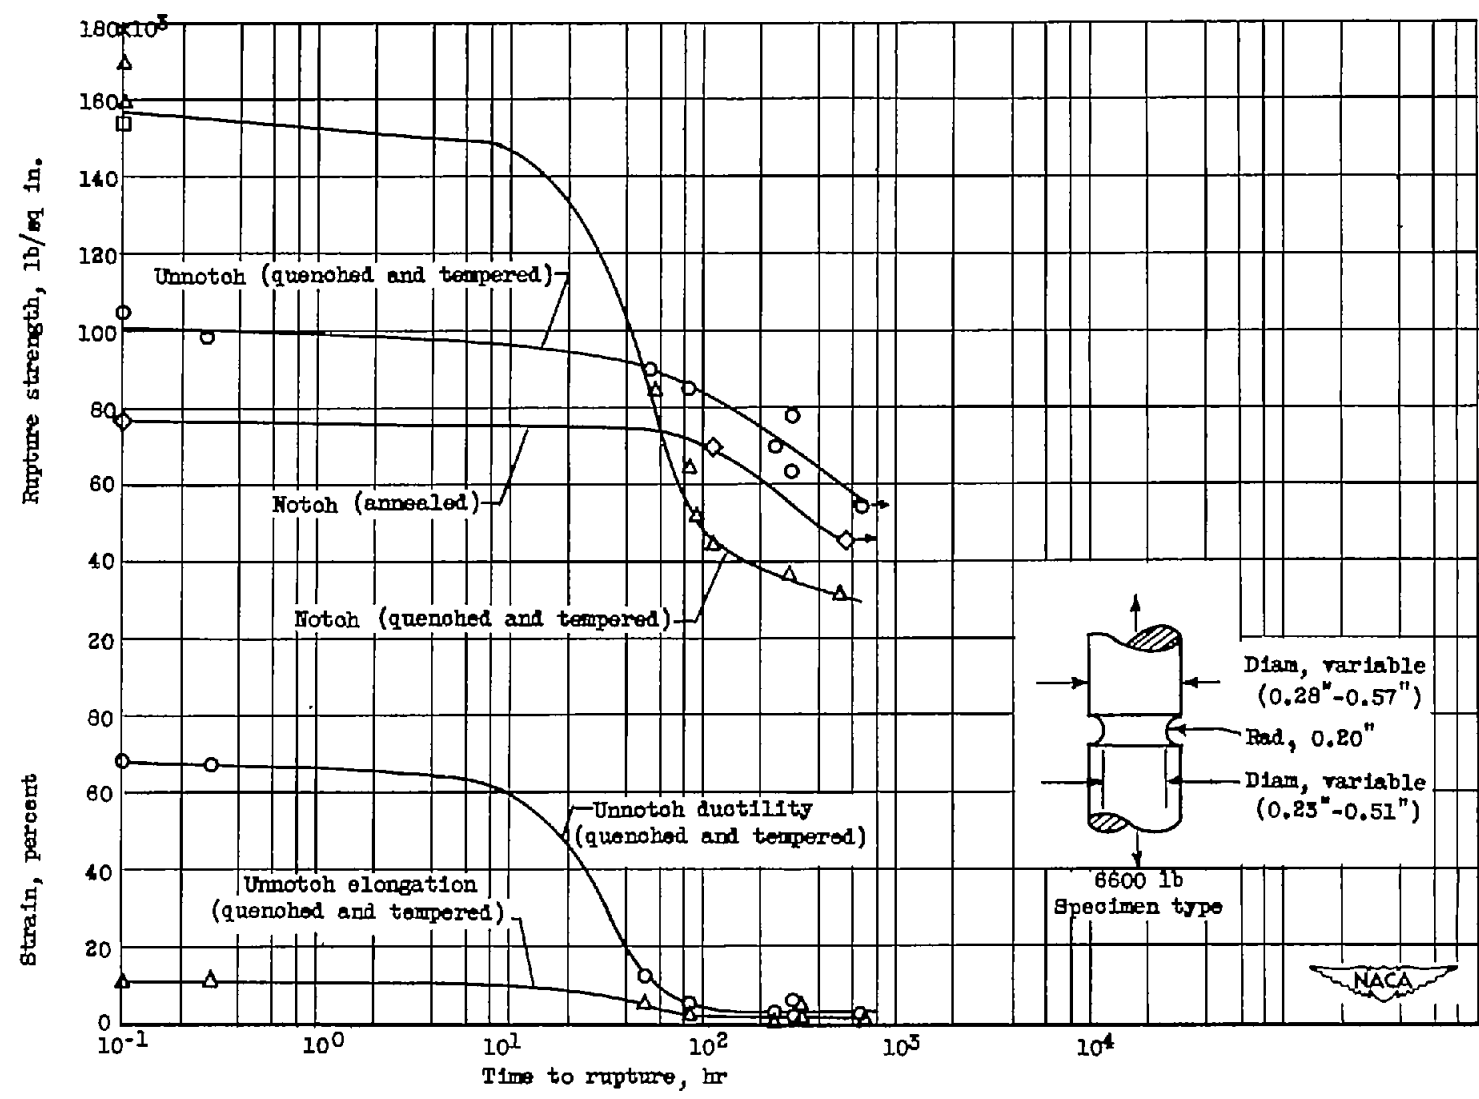 180×10³
160
140
120
100
80
60
40
20
80
60
40
20
0
Rupture strength, lb/sq in.
Strain, percent
Unnotch (quenched and tempered)
Notch (annealed)
Notch (quenched and tempered)
Unnotch ductility
(quenched and tempered)
Unnotch elongation
(quenched and tempered)
Diam, variable
(0.28"-0.57")
Rad, 0.20"
Diam, variable
(0.23"-0.51")
6600 lb
Specimen type
NACA
10⁻¹ 10⁰ 10¹ 10² 10³ 10⁴
Time to rupture, hr